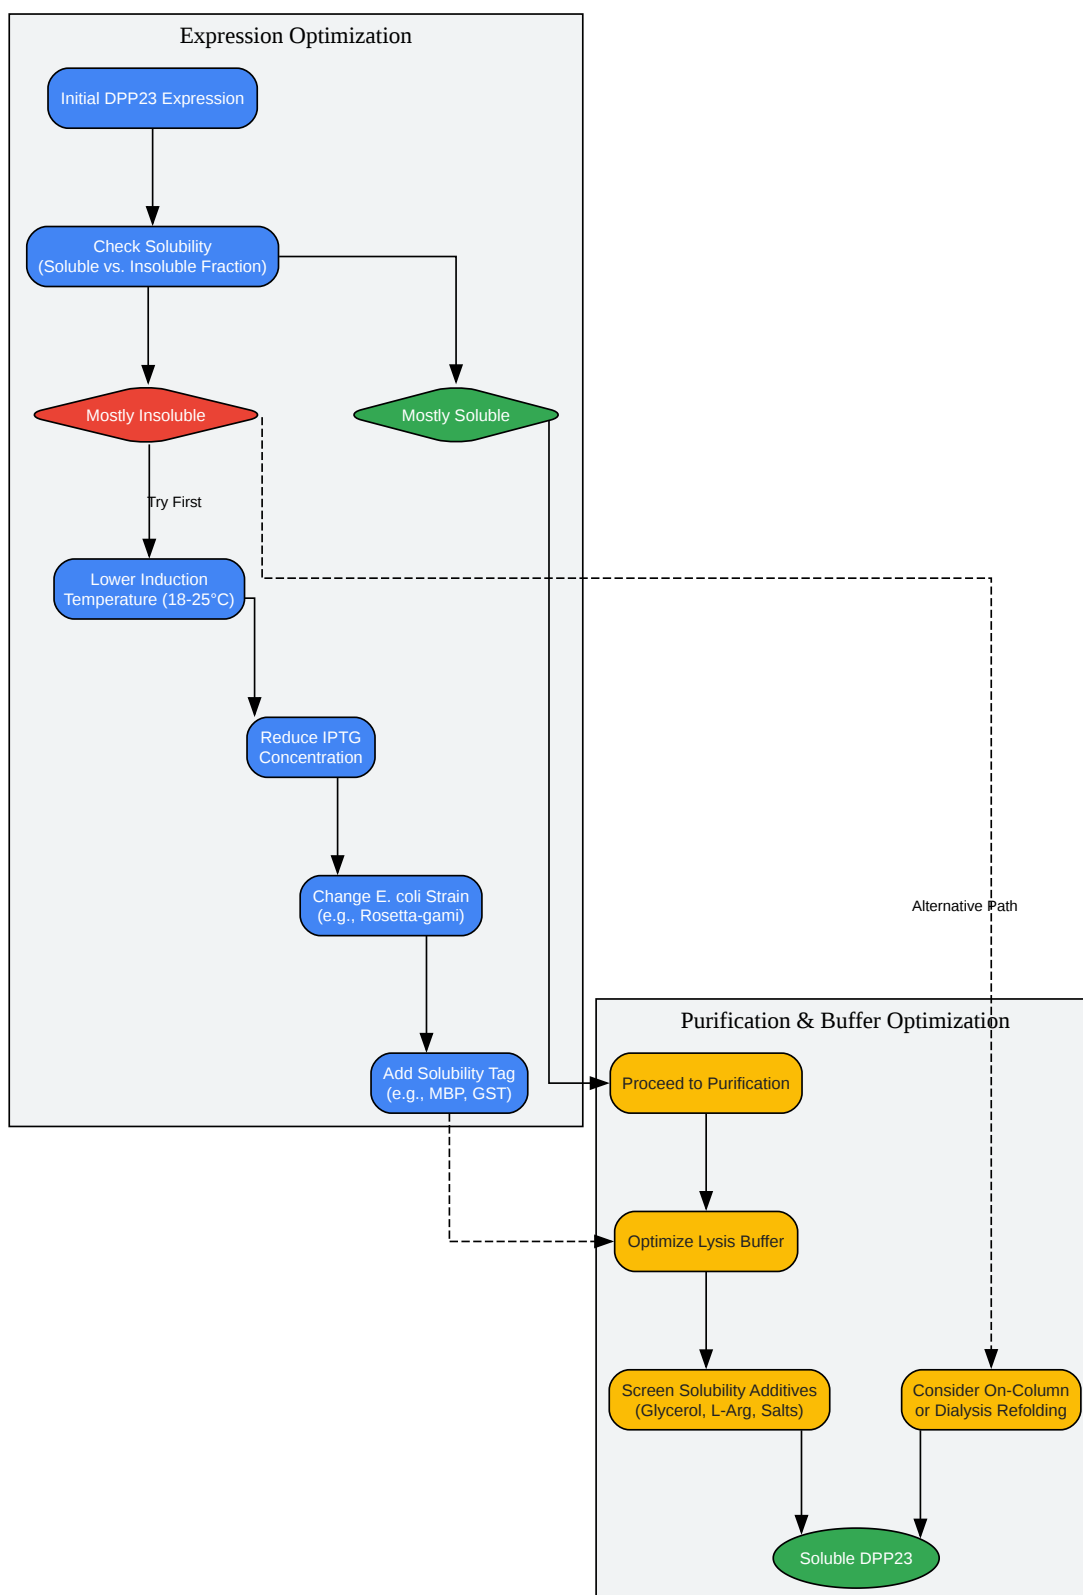 Expression Optimization
Initial DPP23 Expression
Check Solubility
(Soluble vs. Insoluble Fraction)
Mostly Insoluble
Mostly Soluble
Try First
Lower Induction
Temperature (18-25°C)
Reduce IPTG
Concentration
Change E. coli Strain
(e.g., Rosetta-gami)
Alternative Path
Add Solubility Tag
(e.g., MBP, GST)
Purification & Buffer Optimization
Proceed to Purification
Optimize Lysis Buffer
Screen Solubility Additives
(Glycerol, L-Arg, Salts)
Consider On-Column
or Dialysis Refolding
Soluble DPP23